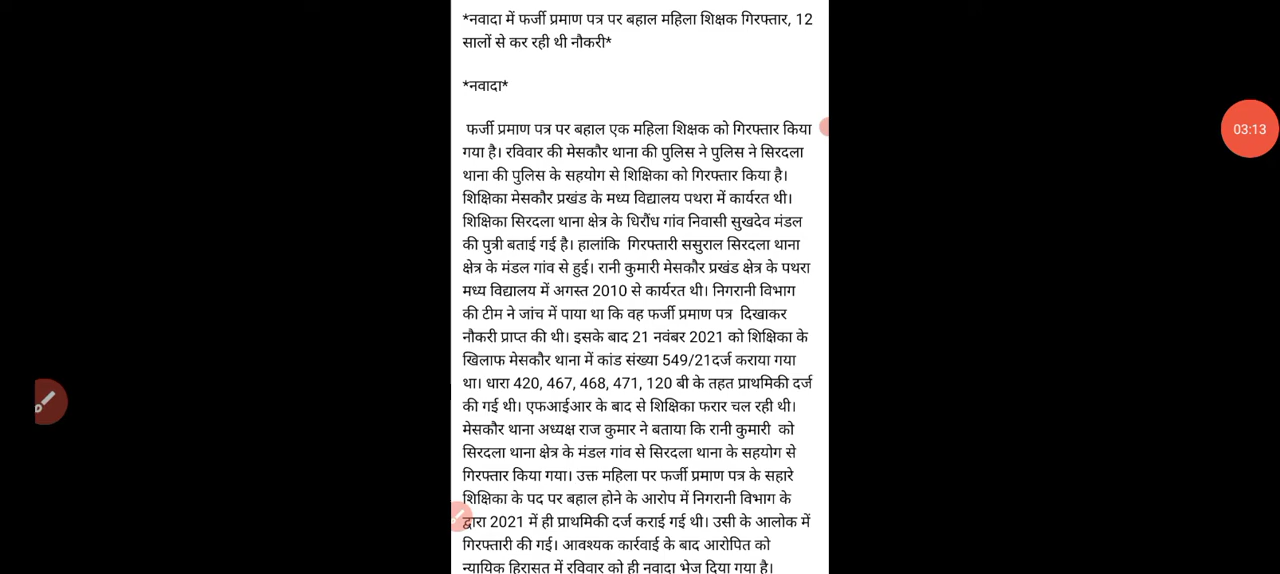 *नवादा में फर्जी प्रमाण पत्र पर बहाल महिला शिक्षक गिरफ्तार, 12
सालों से कर रही थी नौकरी*
*नवादा*
फर्जी प्रमाण पत्र पर बहाल एक महिला शिक्षक को गिरफ्तार किया
गया है। रविवार की मेसकौर थाना की पुलिस ने पुलिस ने सिरदला
थाना की पुलिस के सहयोग से शिक्षिका को गिरफ्तार किया है।
शिक्षिका मेसकौर प्रखंड के मध्य विद्यालय पथरा में कार्यरत थी।
शिक्षिका सिरदला थाना क्षेत्र के धिरौंध गांव निवासी सुखदेव मंडल
की पुत्री बताई गई है। हालांकि गिरफ्तारी ससुराल सिरदला थाना
क्षेत्र के मंडल गांव से हुई। रानी कुमारी मेसकौर प्रखंड क्षेत्र के पथरा
मध्य विद्यालय में अगस्त 2010 से कार्यरत थी। निगरानी विभाग
की टीम ने जांच में पाया था कि वह फर्जी प्रमाण पत्र दिखाकर
नौकरी प्राप्त की थी। इसके बाद 21 नवंबर 2021 को शिक्षिका के
खिलाफ मेसकौर थाना में कांड संख्या 549/21दर्ज कराया गया
था। धारा 420, 467, 468, 471, 120 बी के तहत प्राथमिकी दर्ज
की गई थी। एफआईआर के बाद से शिक्षिका फरार चल रही थी।
मेसकौर थाना अध्यक्ष राज कुमार ने बताया कि रानी कुमारी को
सिरदला थाना क्षेत्र के मंडल गांव से सिरदला थाना के सहयोग से
गिरफ्तार किया गया। उक्त महिला पर फर्जी प्रमाण पत्र के सहारे
शिक्षिका के पद पर बहाल होने के आरोप में निगरानी विभाग के
द्वारा 2021 में ही प्राथमिकी दर्ज कराई गई थी। उसी के आलोक में
गिरफ्तारी की गई। आवश्यक कार्रवाई के बाद आरोपित को
न्यायिक हिरासत में रविवार को ही नवादा भेज दिया गया है।
03:13